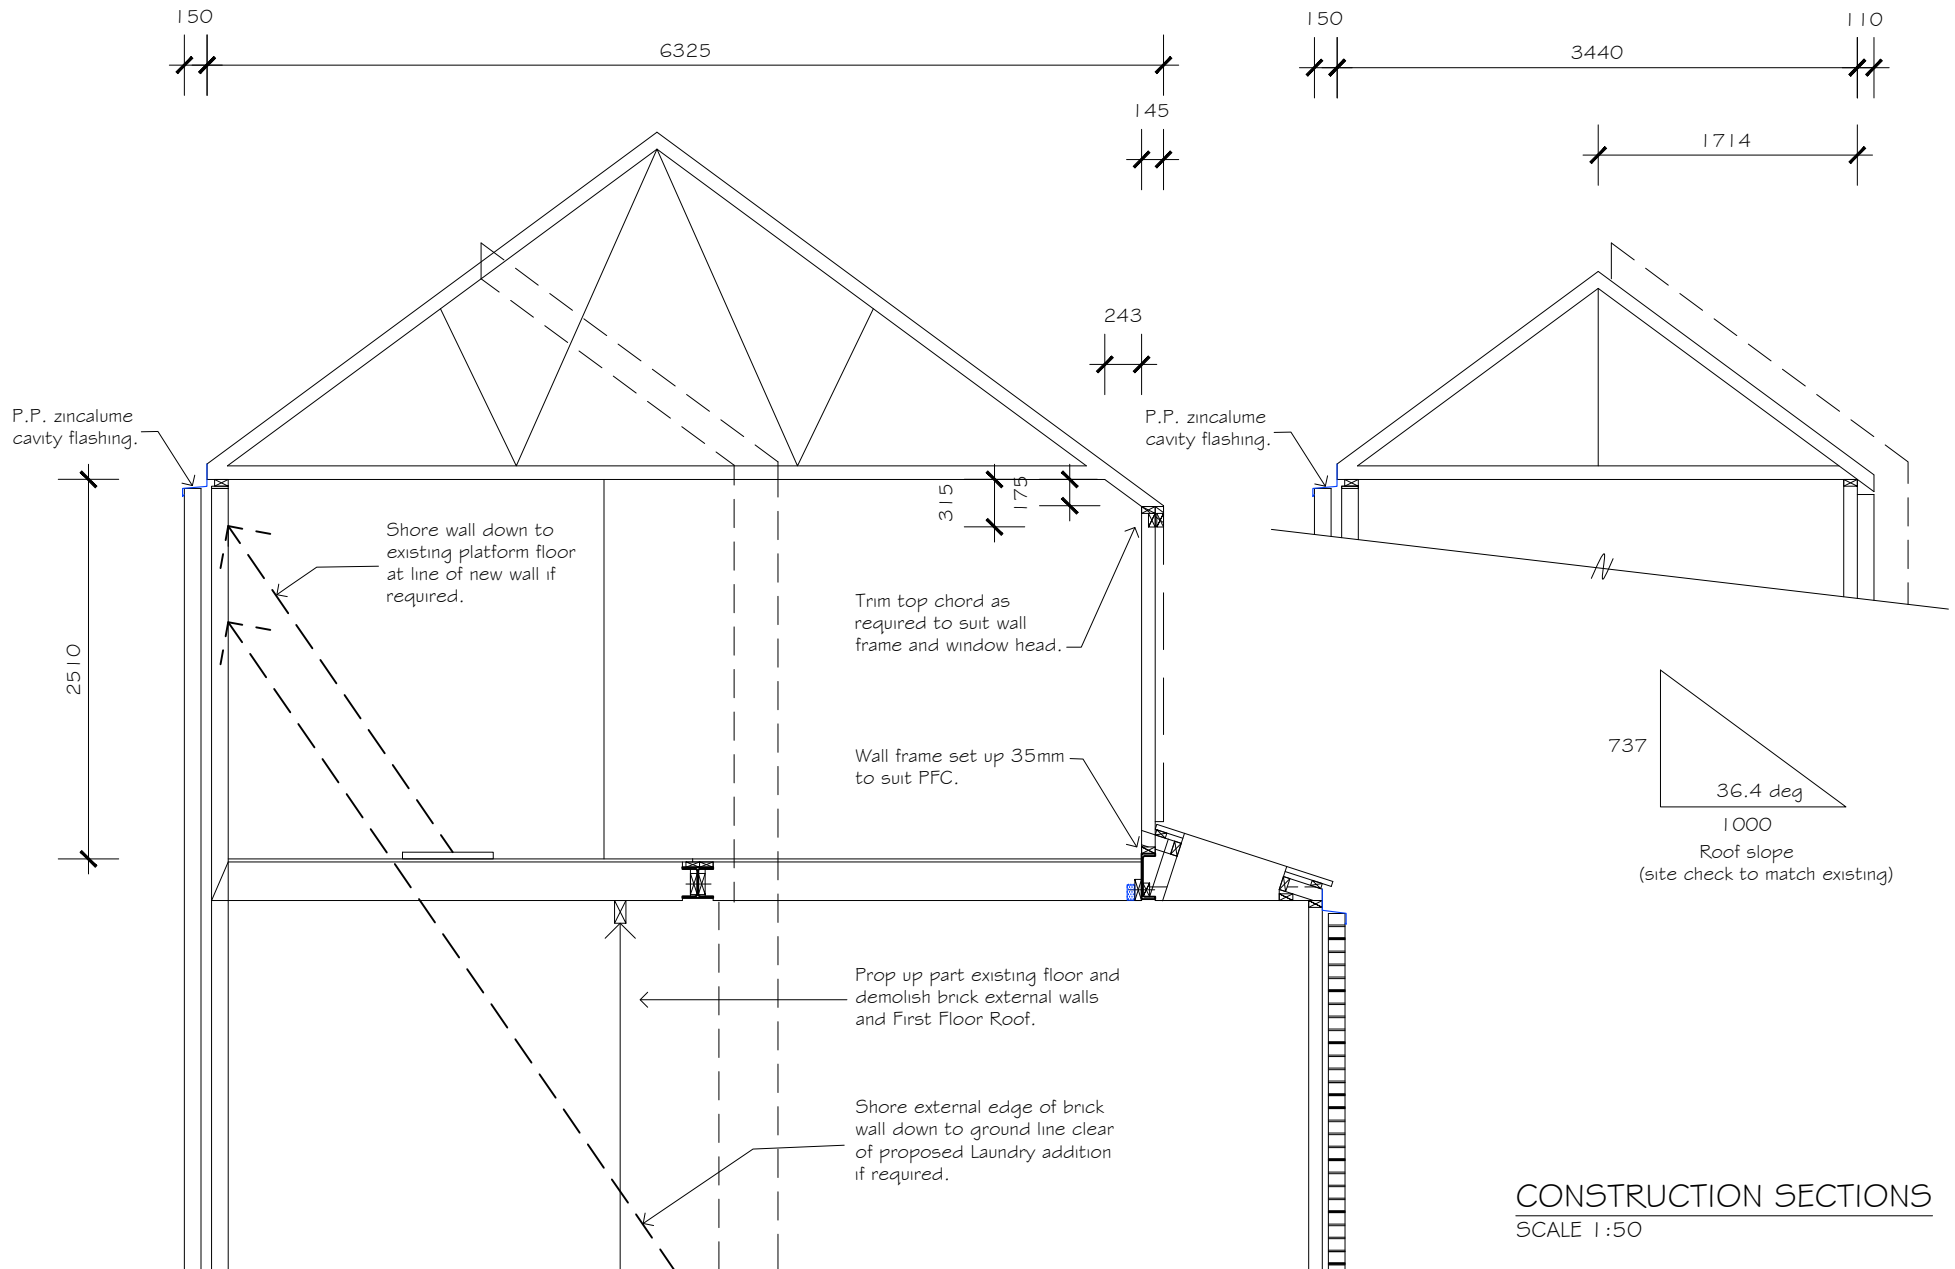 150
6325
150
3440
110
145
1714
243
P.P. zincalume
cavity flashing.
P.P. zincalume
cavity flashing.
315
175
Shore wall down to
existing platform floor
at line of new wall if
required.
Trim top chord as
required to suit wall
frame and window head.
2510
737
36.4 deg
1000
Roof slope
(site check to match existing)
Wall frame set up 35mm
to suit PFC.
Prop up part existing floor and
demolish brick external walls
and First Floor Roof.
Shore external edge of brick
wall down to ground line clear
of proposed Laundry addition
if required.
CONSTRUCTION SECTIONS
SCALE 1:50